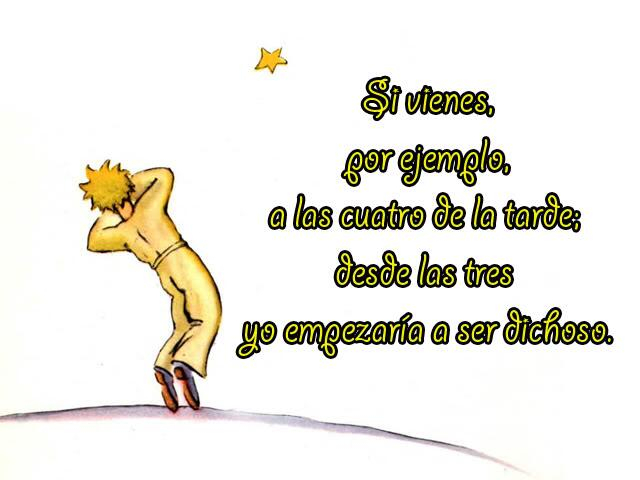 Si vienes,
por ejemplo,
a las cuatro de la tarde;
desde las tres
yo empezaría a ser dichoso.